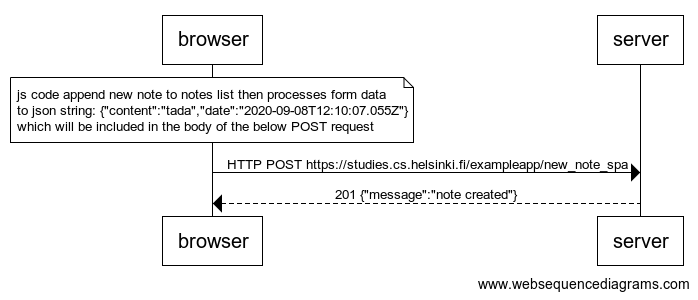 browser
server
js code append new note to notes list then processes form data
to json string: {"content":"tada","date":"2020-09-08T12:10:07.055Z"}
which will be included in the body of the below POST request
HTTP POST https://studies.cs.helsinki.fi/exampleapp/new_note_spa
201 {"message":"note created"}
browser
server
www.websequencediagrams.com